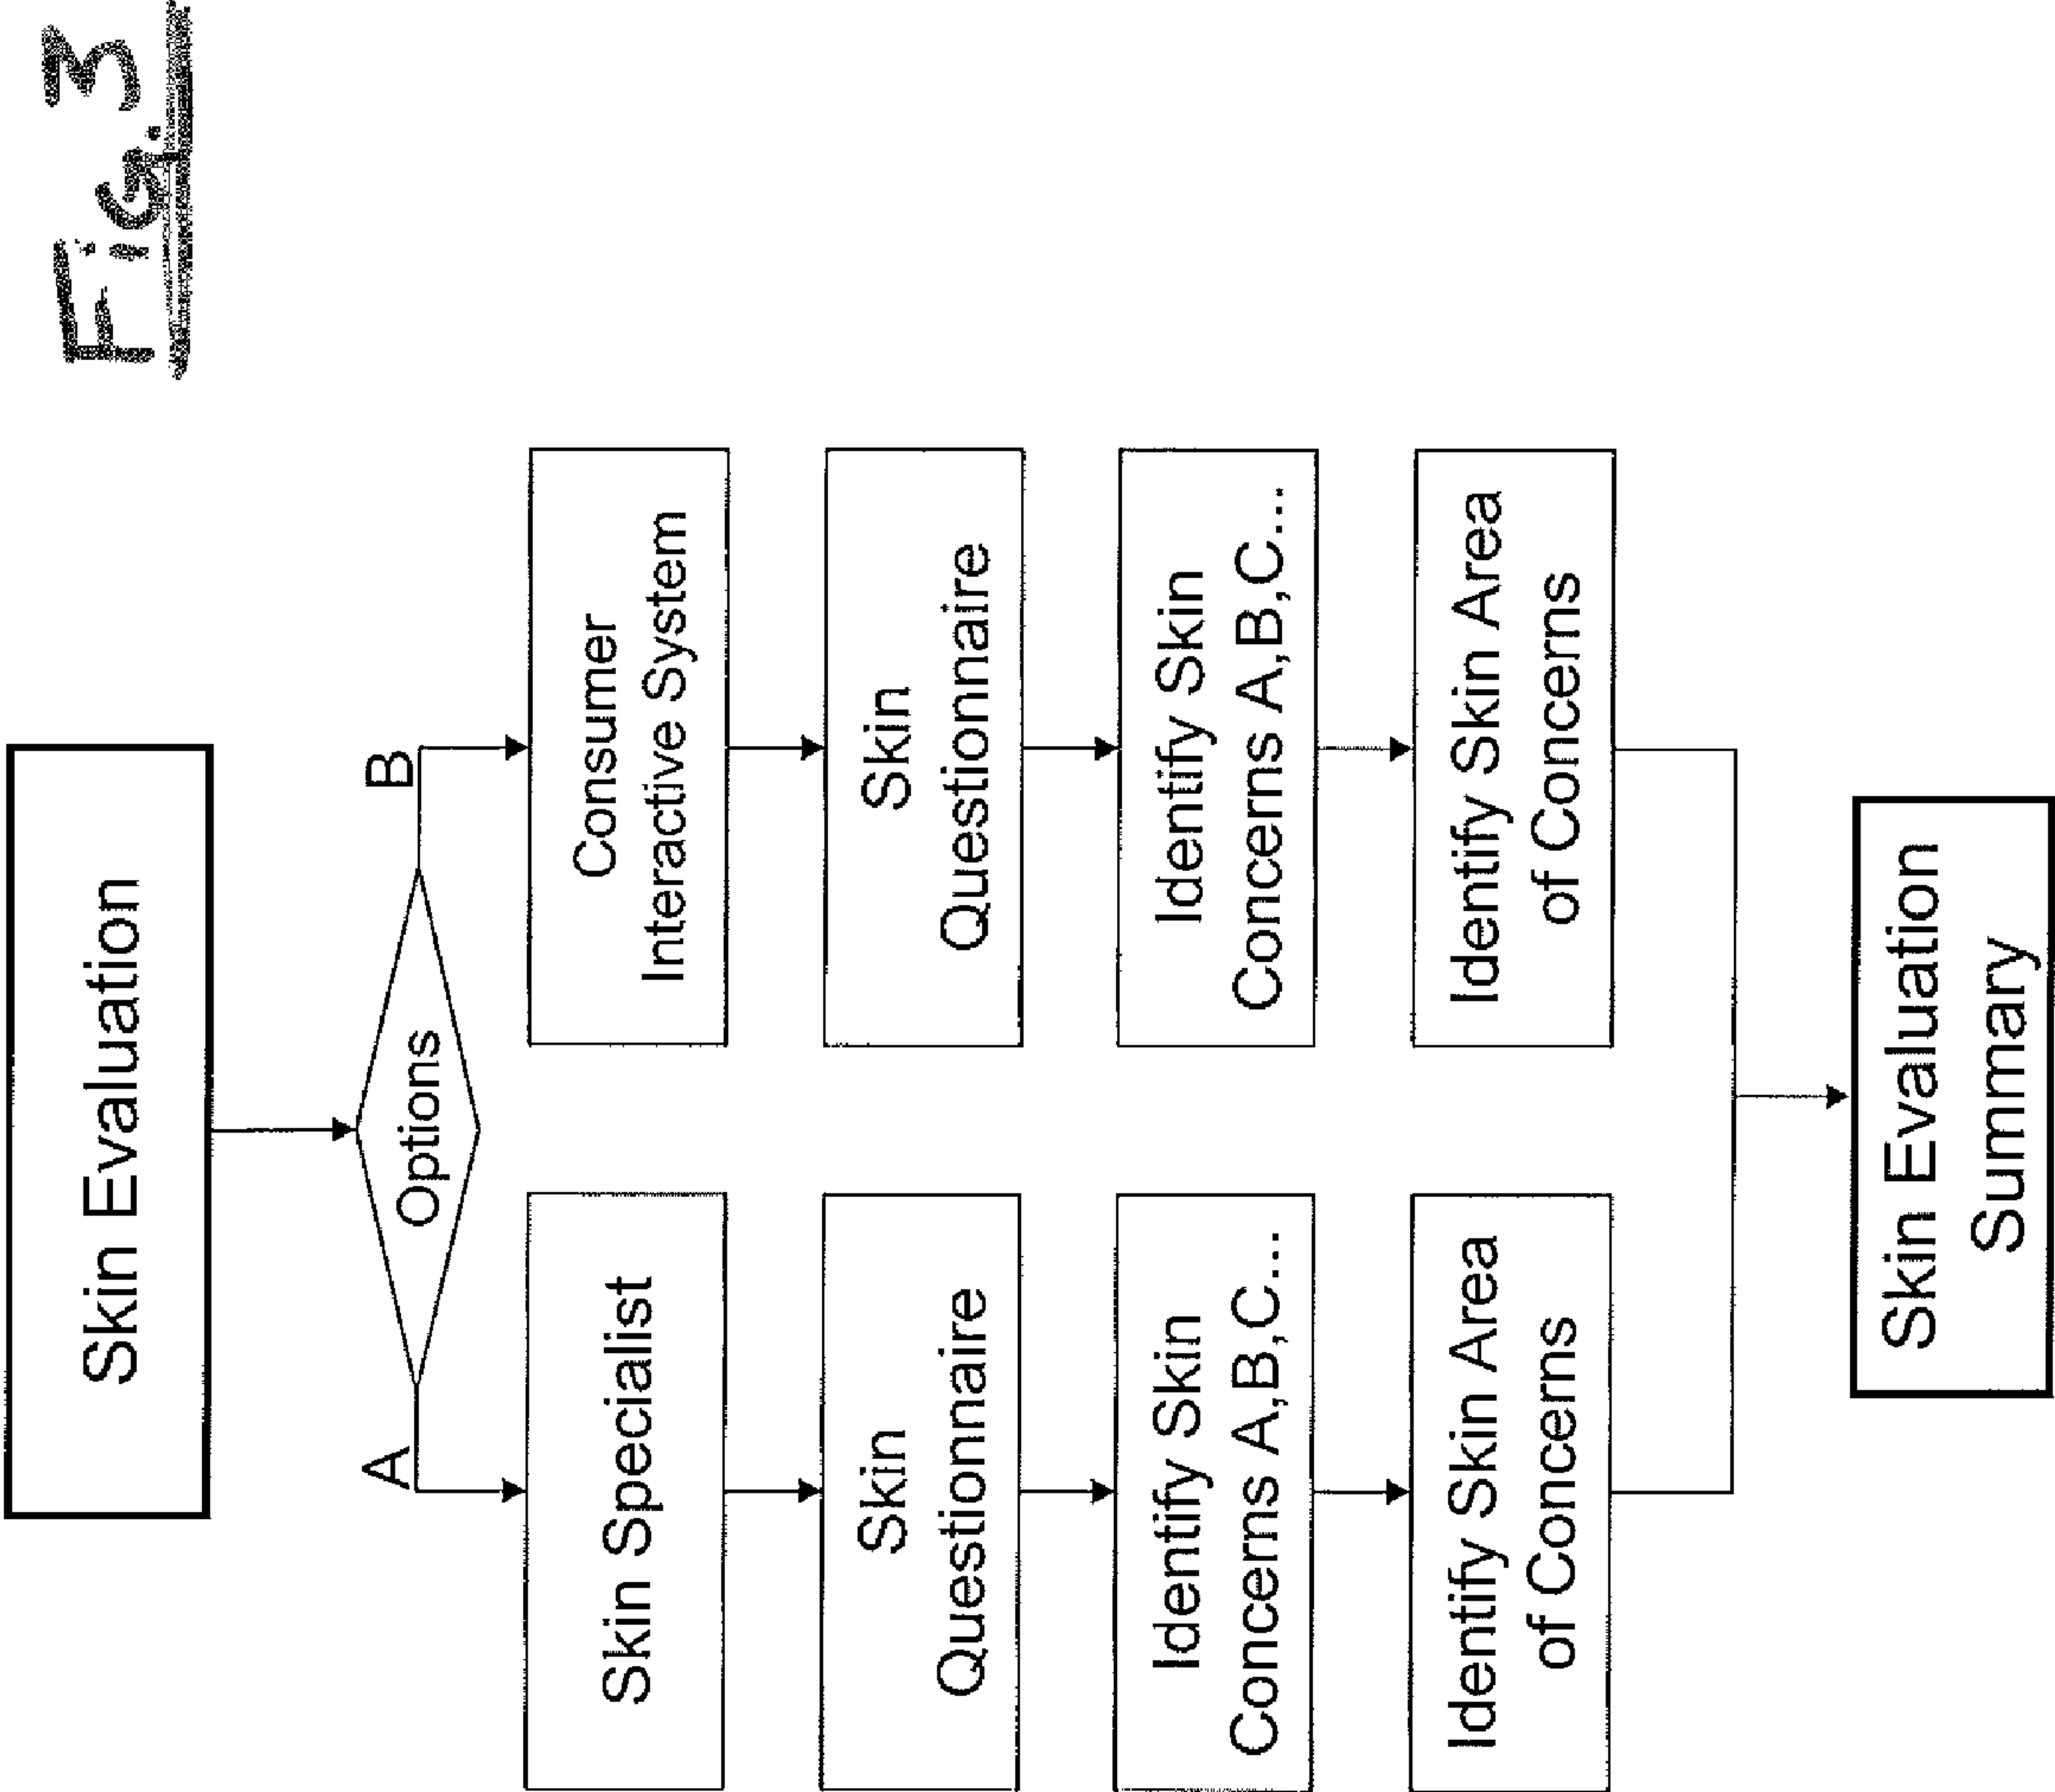 Fig. 3
Skin Evaluation
Options
A
B
Skin Specialist
Skin
Questionnaire
Identify Skin
Concerns A,B,C...
Identify Skin Area
of Concerns
Consumer
Interactive System
Skin
Questionnaire
Identify Skin
Concerns A,B,C...
Identify Skin Area
of Concerns
Skin Evaluation
Summary